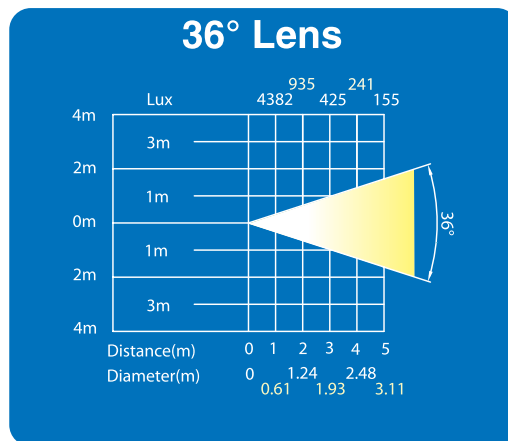 36° Lens
935 241
Lux 4382 425 155
4m
3m
2m
1m
0m
36°
1m
2m
3m
4m
Distance(m) 0 1 2 3 4 5
Diameter(m) 0 1.24 2.48
0.61 1.93 3.11